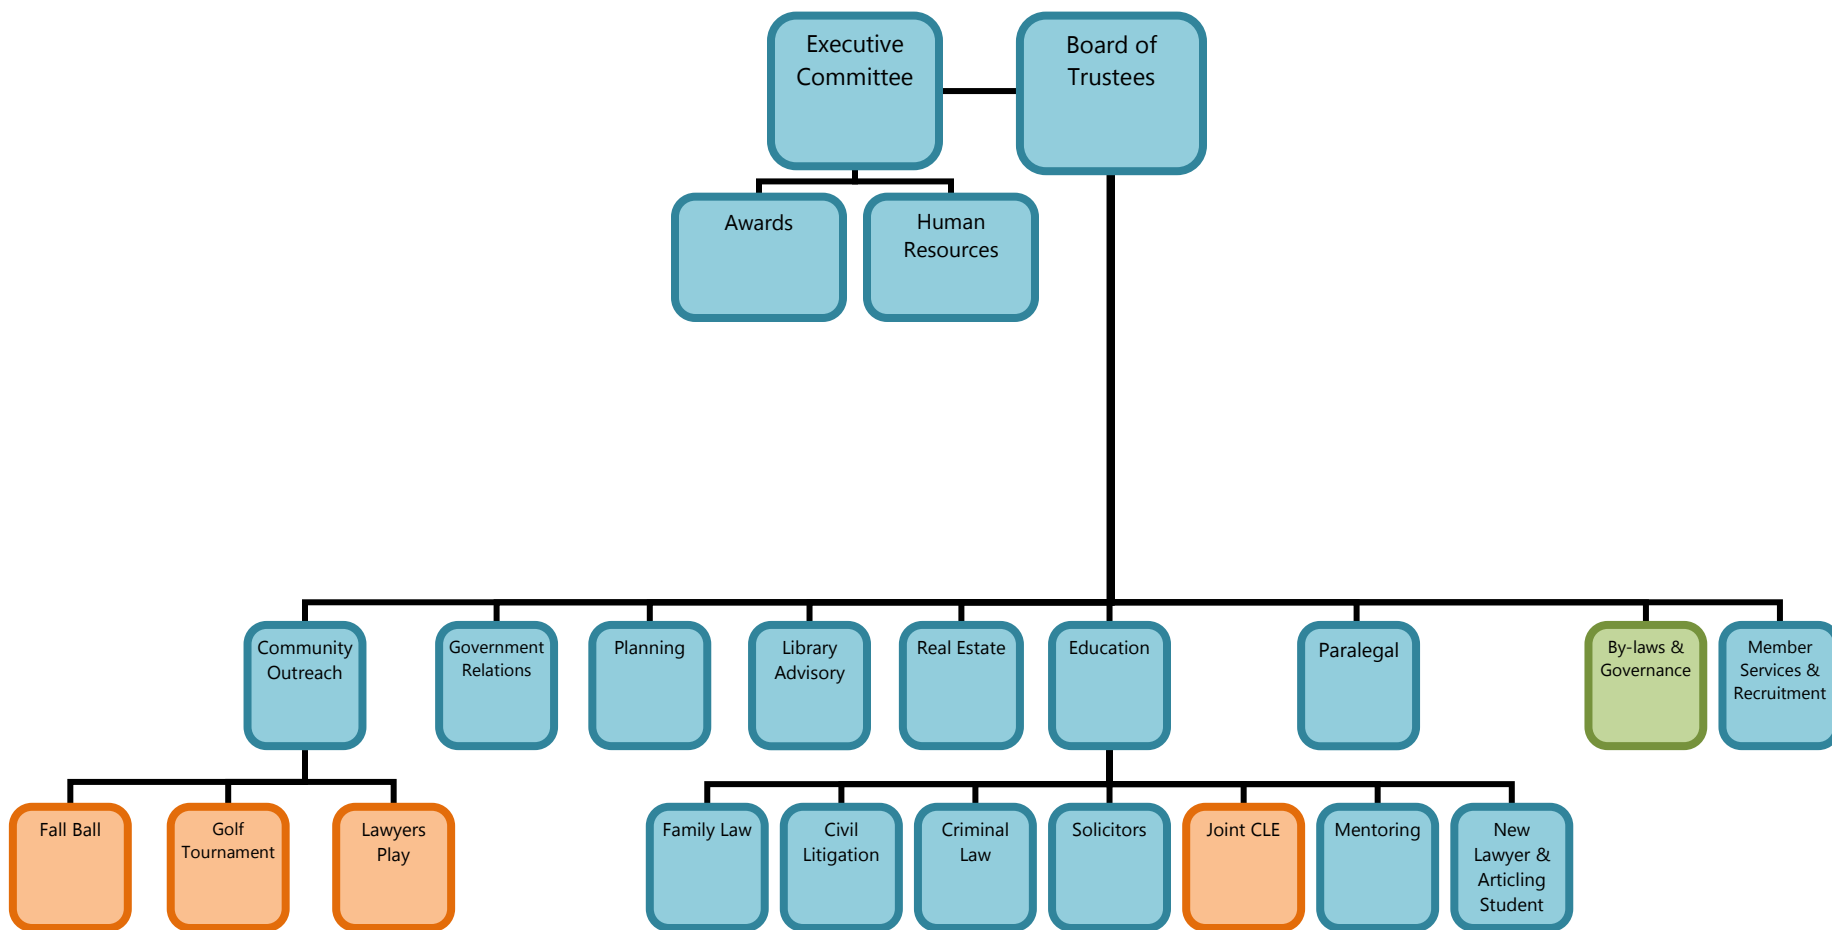 Executive
Committee
Board of
Trustees
Awards
Human
Resources
Community
Outreach
Government
Relations
Planning
Library
Advisory
Real Estate
Education
Paralegal
By-laws &
Governance
Member
Services &
Recruitment
Fall Ball
Golf
Tournament
Lawyers
Play
Family Law
Civil
Litigation
Criminal
Law
Solicitors
Joint CLE
Mentoring
New
Lawyer &
Articling
Student